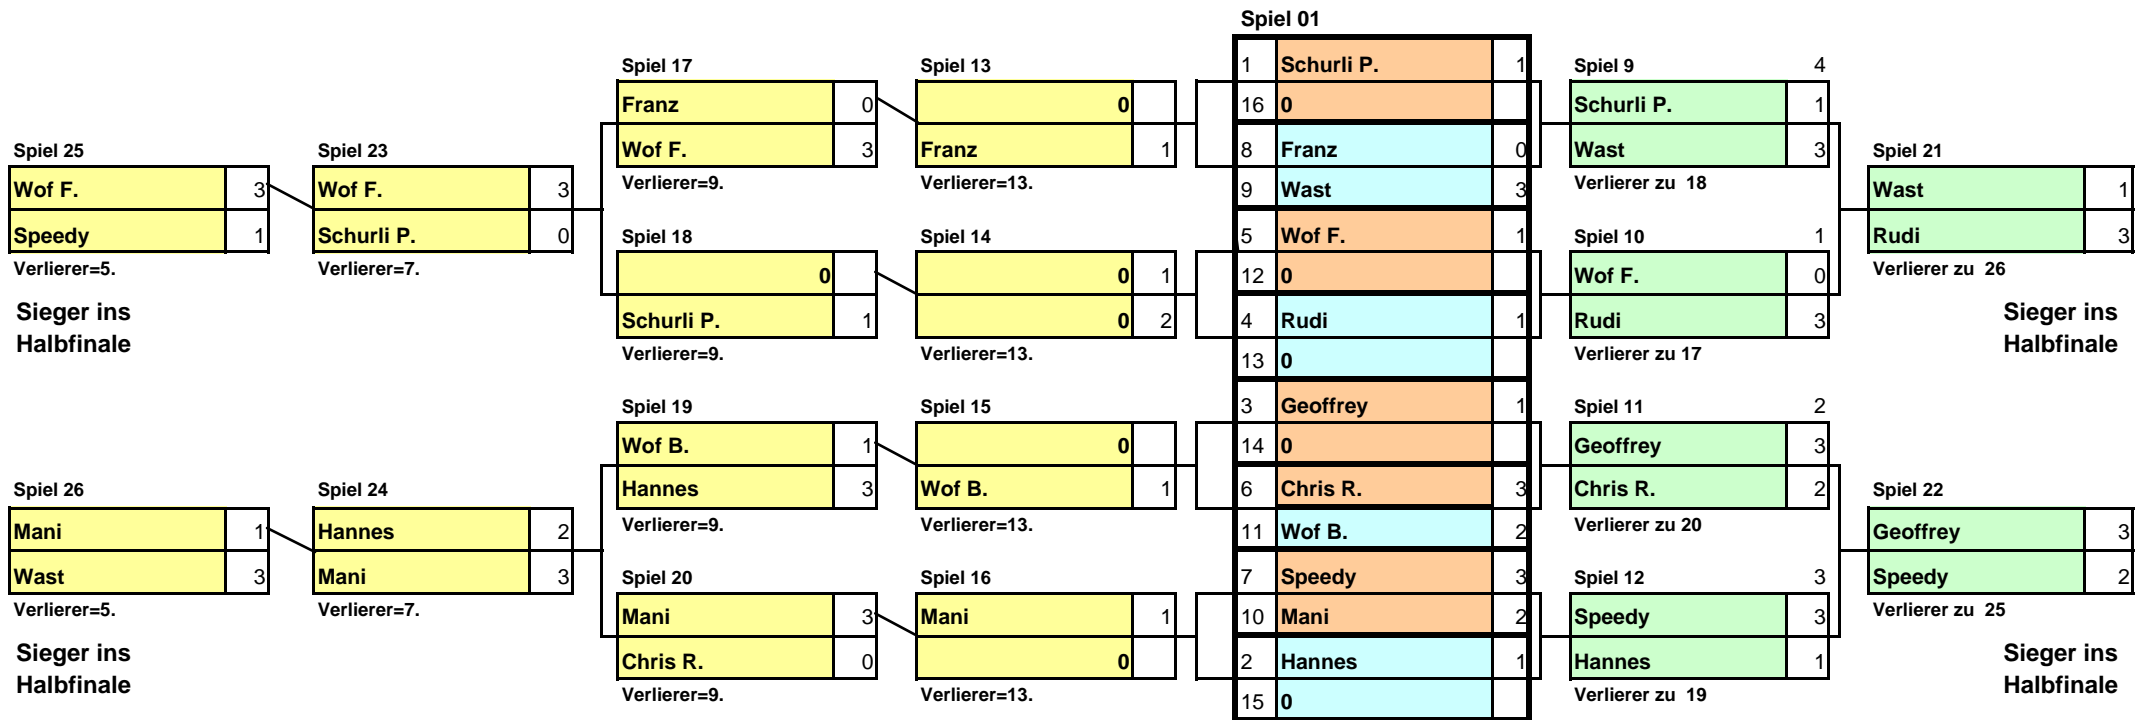 Spiel 01
Spiel 17 Spiel 13 1 Schurli P. 1 Spiel 9 4
Franz 0 0 16 0 Schurli P. 1
Spiel 25 Spiel 23 Wof F. 3 Franz 1 8 Franz 0 Wast 3 Spiel 21
Wof F. 3 Wof F. 3 Verlierer=9. Verlierer=13. 9 Wast 3 Verlierer zu 18 Wast 1
Speedy 1 Schurli P. 0 Spiel 18 Spiel 14 5 Wof F. 1 Spiel 10 1 Rudi 3
Verlierer=5. Verlierer=7. 0 0 1 12 0 Wof F. 0 Verlierer zu 26
Sieger ins Schurli P. 1 0 2 4 Rudi 1 Rudi 3 Sieger ins
Halbfinale Verlierer=9. Verlierer=13. 13 0 Verlierer zu 17 Halbfinale
Spiel 19 Spiel 15 3 Geoffrey 1 Spiel 11 2
Wof B. 1 0 14 0 Geoffrey 3
Spiel 26 Spiel 24 Hannes 3 Wof B. 1 6 Chris R. 3 Chris R. 2 Spiel 22
Mani 1 Hannes 2 Verlierer=9. Verlierer=13. 11 Wof B. 2 Verlierer zu 20 Geoffrey 3
Wast 3 Mani 3 Spiel 20 Spiel 16 7 Speedy 3 Spiel 12 3 Speedy 2
Verlierer=5. Verlierer=7. Mani 3 Mani 1 10 Mani 2 Speedy 3 Verlierer zu 25
Sieger ins Chris R. 0 0 2 Hannes 1 Hannes 1 Sieger ins
Halbfinale Verlierer=9. Verlierer=13. 15 0 Verlierer zu 19 Halbfinale